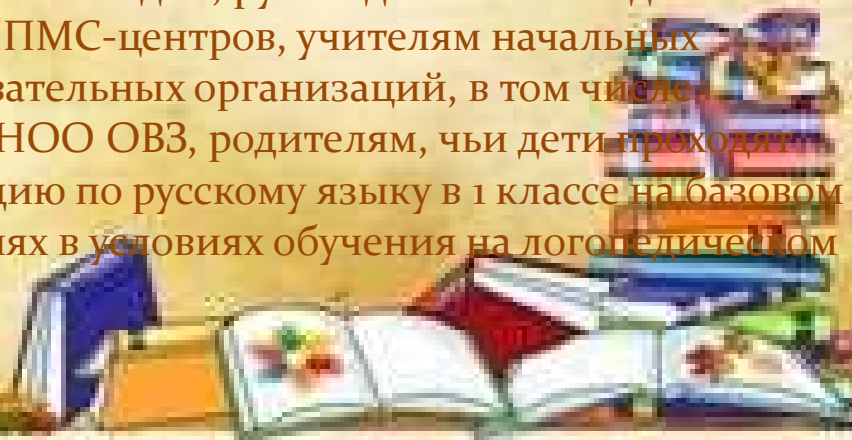 ПМС-центров, учителям начальных
зательных организаций, в том числе
НОО ОВЗ, родителям, чьи дети проходят
цию по русскому языку в 1 классе на базовом
иях в условиях обучения на логопедическом